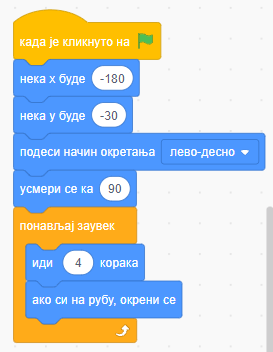 када је кликнуто на
нека x буде -180
нека y буде -30
подеси начин окретања лево-десно
усмери се ка 90
понављај заувек
иди 4 корака
ако си на рубу, окрени се